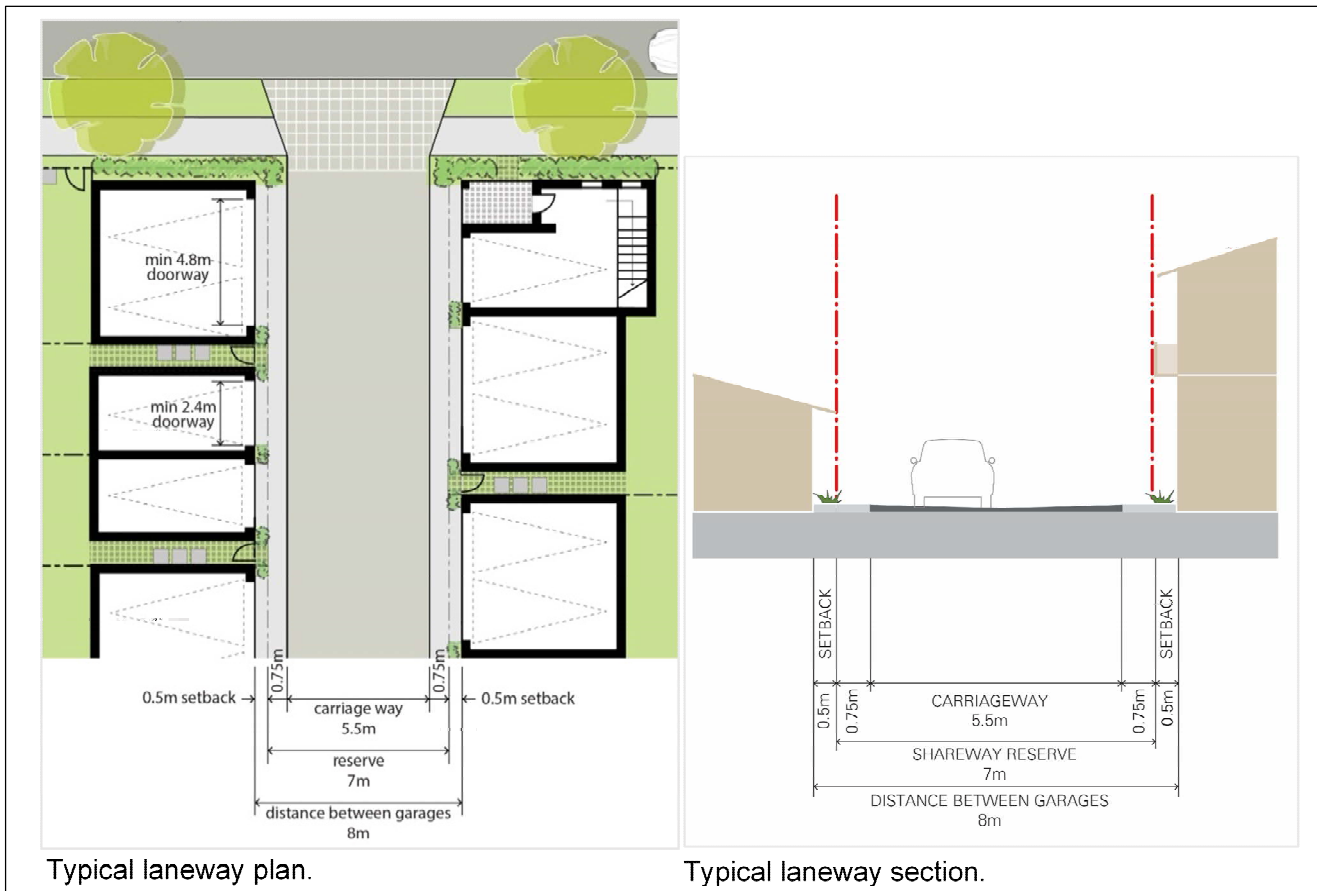 min 4.8m
doorway
min 2.4m
doorway
0.75m
0.75m
0.5m setback
0.5m setback
carriage way
5.5m
reserve
7m
distance between garages
8m
Typical laneway plan.
SETBACK
SETBACK
0.5m
0.75m
CARRIAGEWAY
5.5m
0.75m
0.5m
SHAREWAY RESERVE
7m
DISTANCE BETWEEN GARAGES
8m
Typical laneway section.